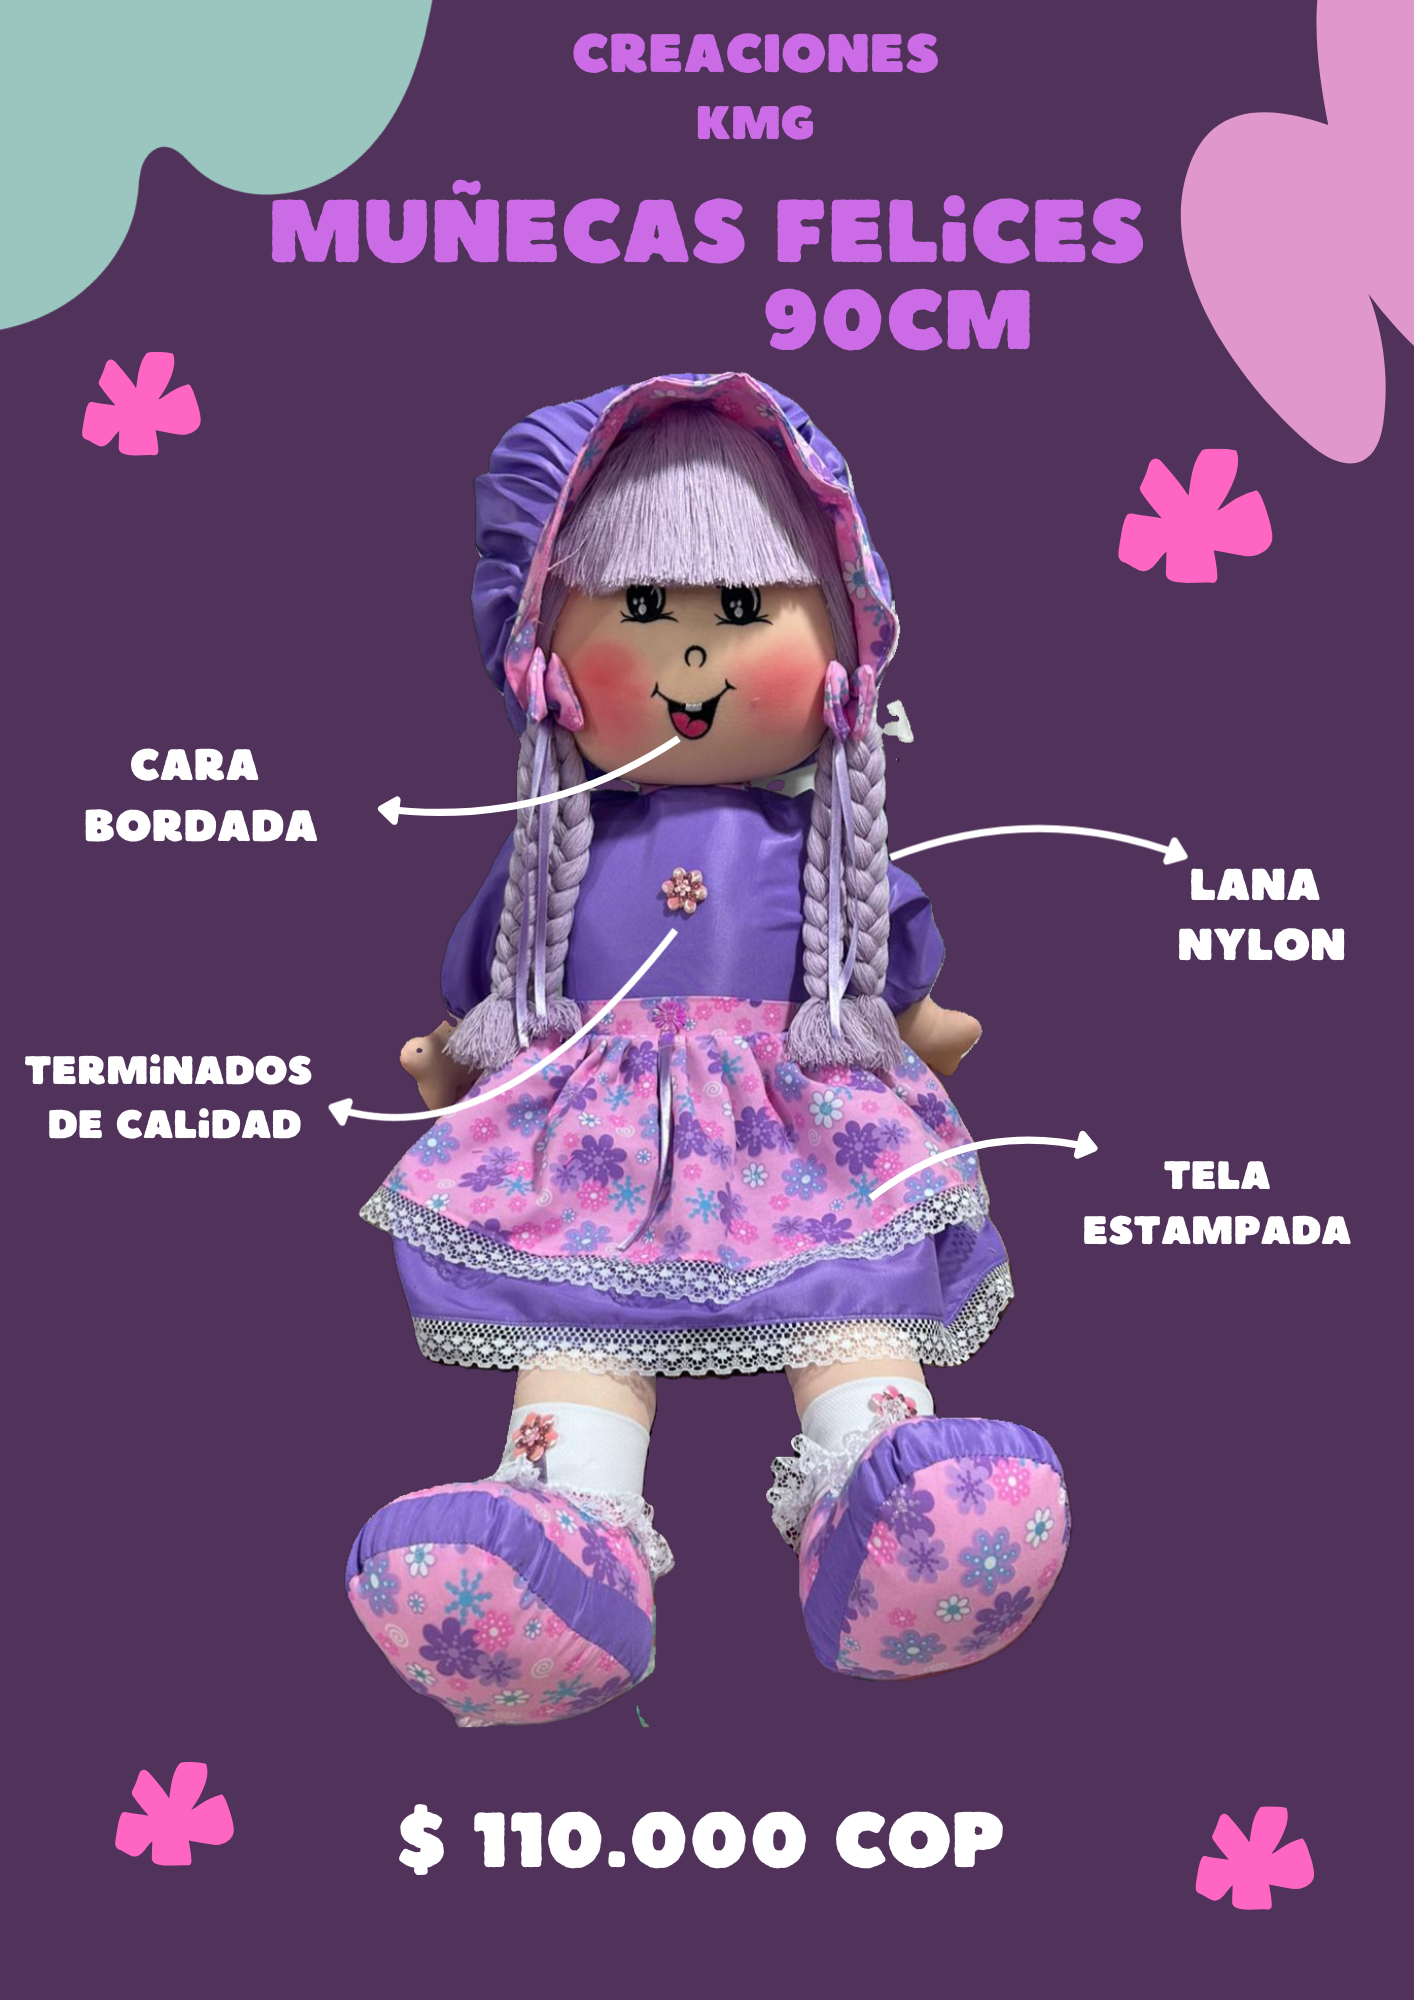 CREACIONES
KMG
MUÑECAS FELiCES
90CM
CARA
BORDADA
LANA
NYLON
TERMiNADOS
DE CALiDAD
TELA
ESTAMPADA
$ 110.000 COP